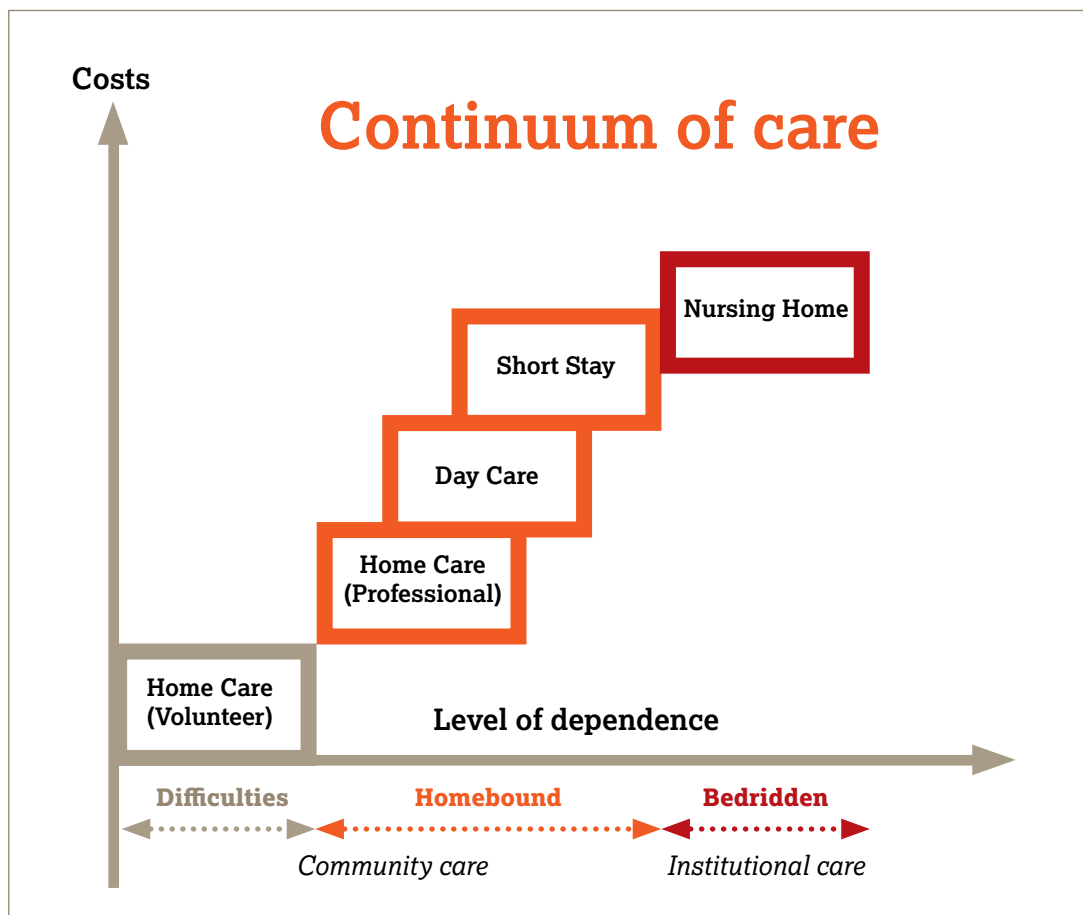 Costs
Continuum of care
Nursing Home
Short Stay
Day Care
Home Care
(Professional)
Home Care
(Volunteer)
Level of dependence
Difficulties
Homebound
Bedridden
Community care
Institutional care